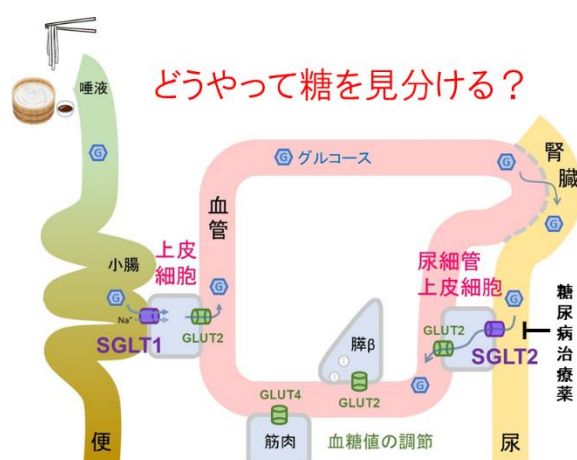 どうやって糖を見分ける？
唾液
G
G グルコース
G
腎臓
G
血管
小腸
上皮
細胞
G
Na⁺
SGLT1
GLUT2
G
尿細管
上皮細胞
G
GLUT2
SGLT2
G
糖尿病治療薬
膵β
GLUT2
GLUT4
筋肉
血糖値の調節
便
尿